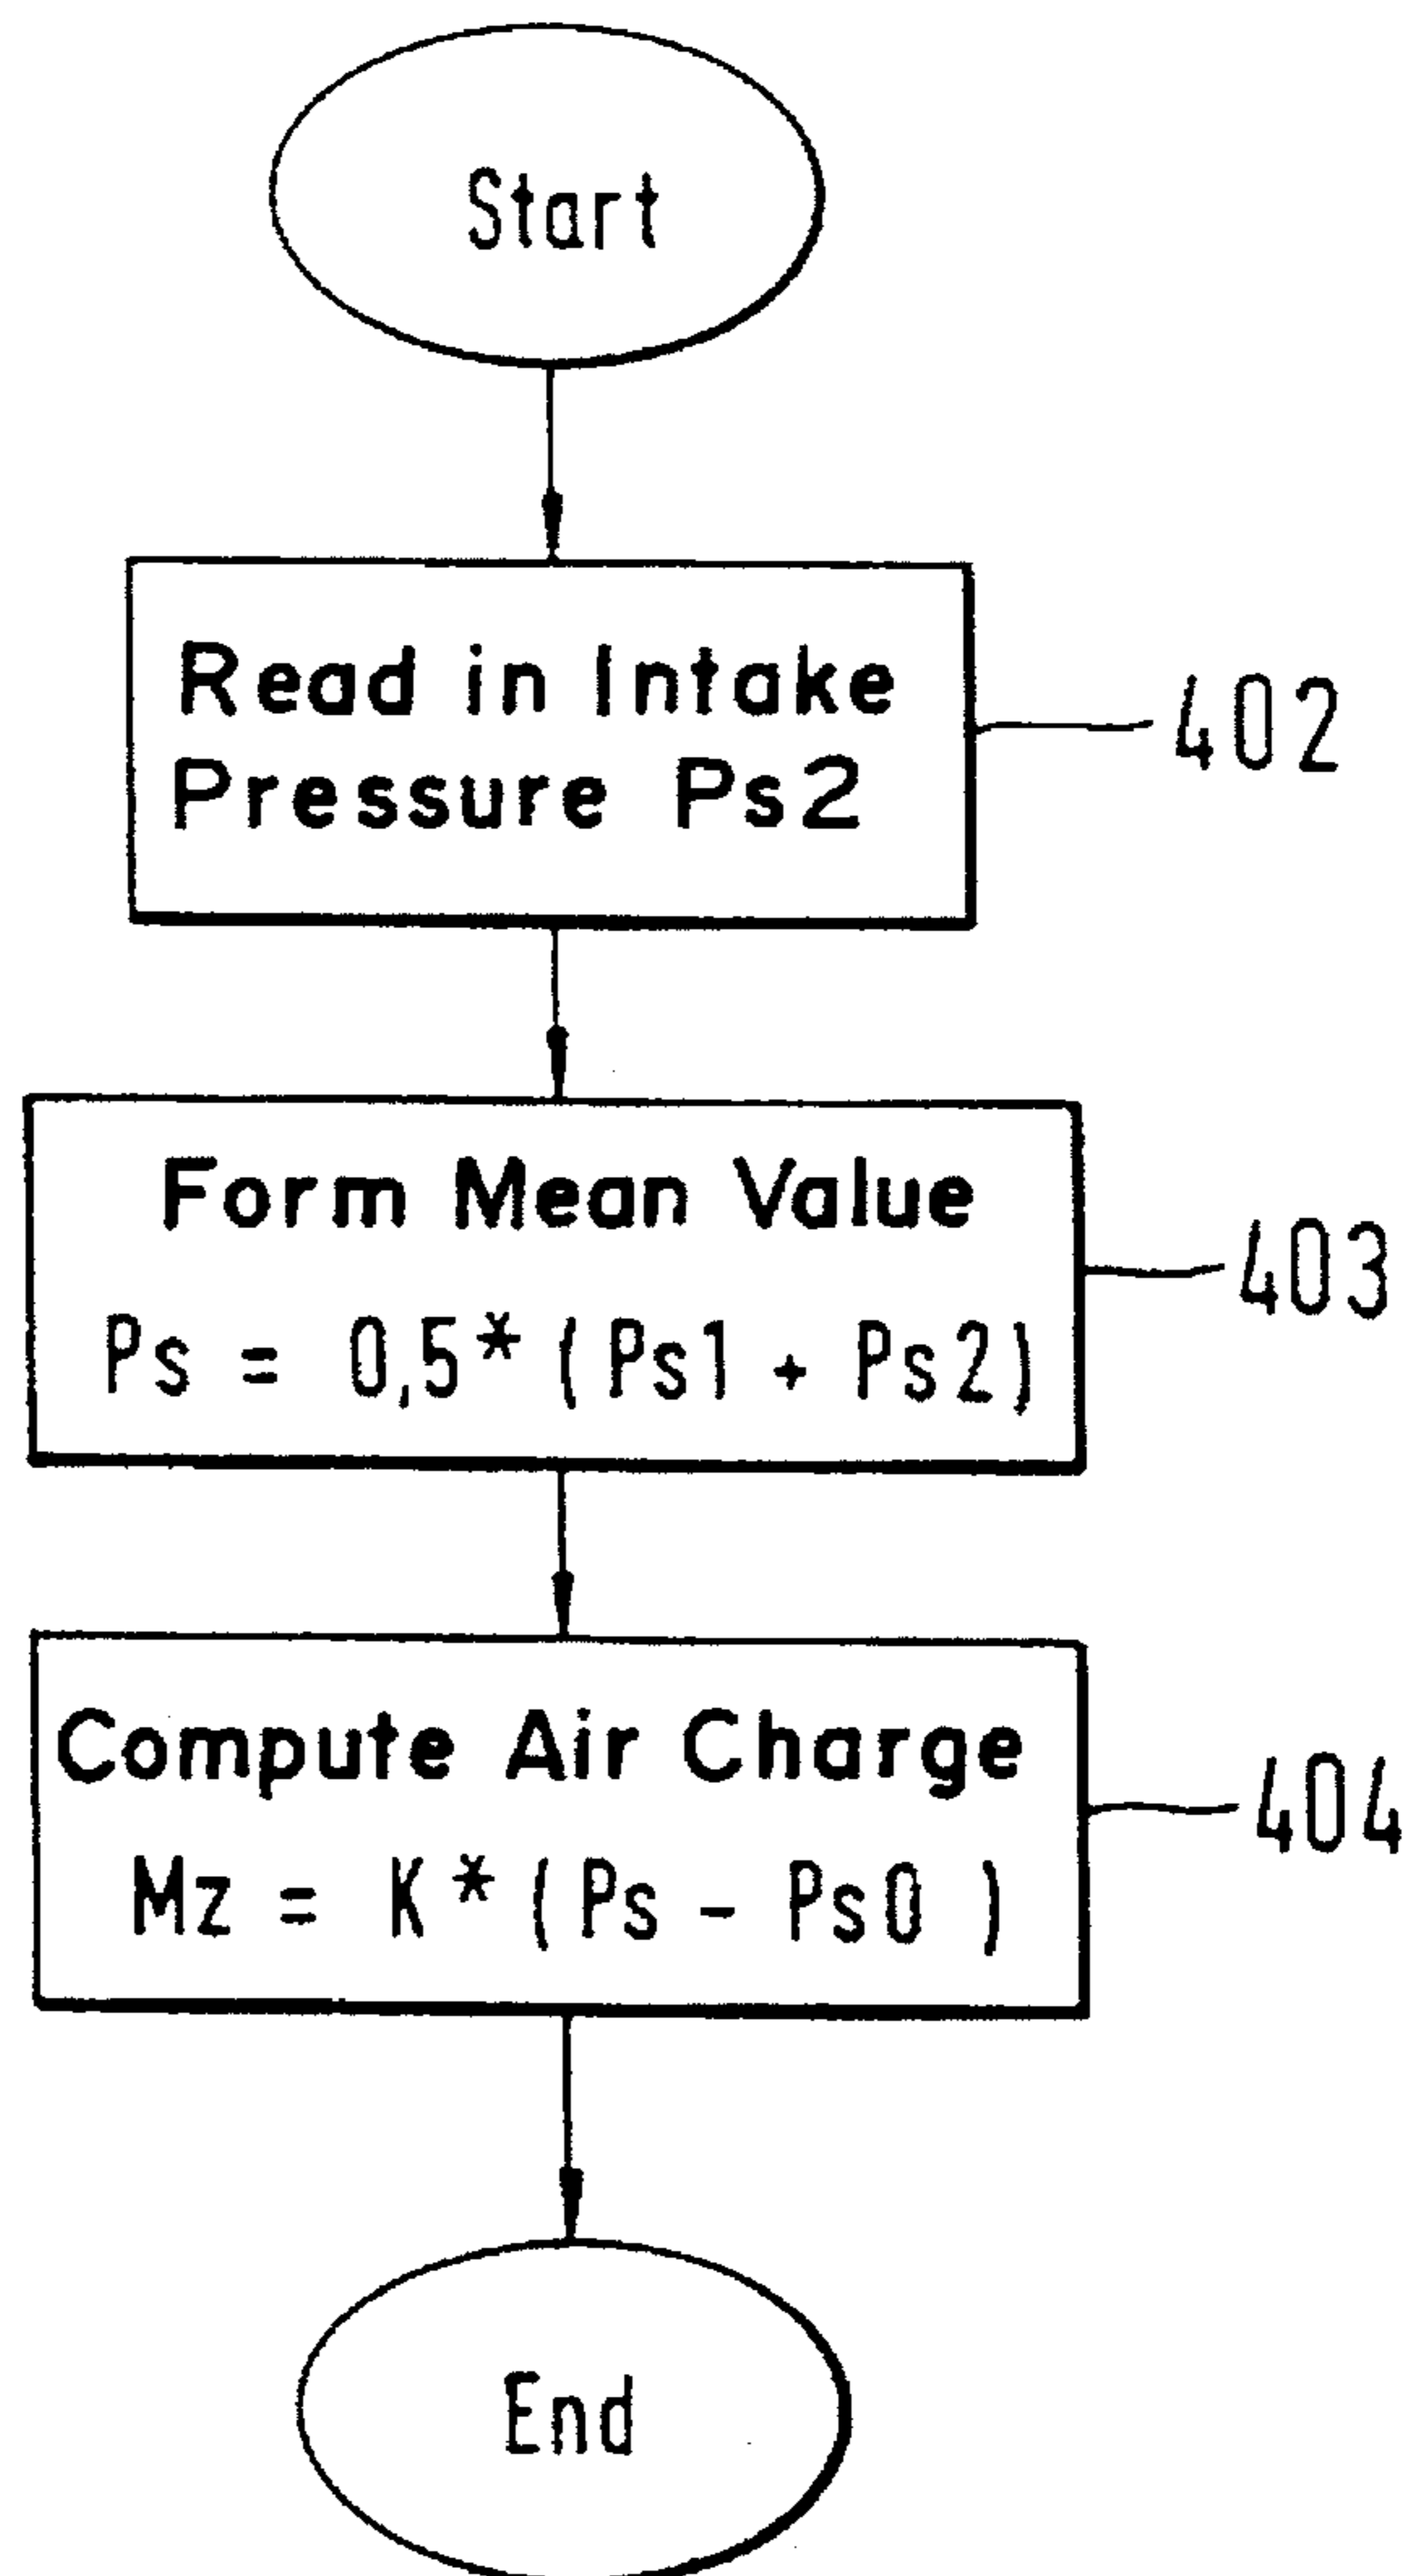 Start
Read in Intake
Pressure Ps2
402
Form Mean Value
Ps = 0,5* (Ps1 + Ps2)
403
Compute Air Charge
Mz = K* (Ps - Ps0 )
404
End